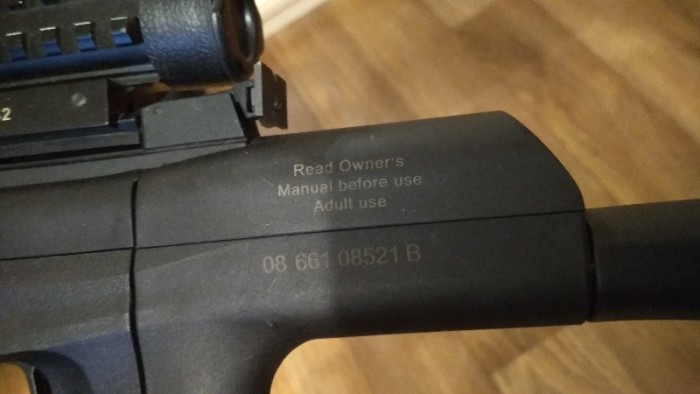 Read Owner's
Manual before use
Adult use
08 661 08521 B